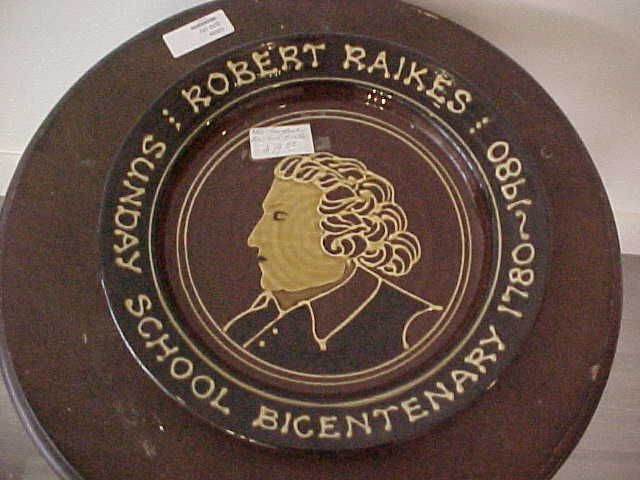 : ROBERT RAIKES :
SUNDAY SCHOOL BICENTENARY 1780~1980